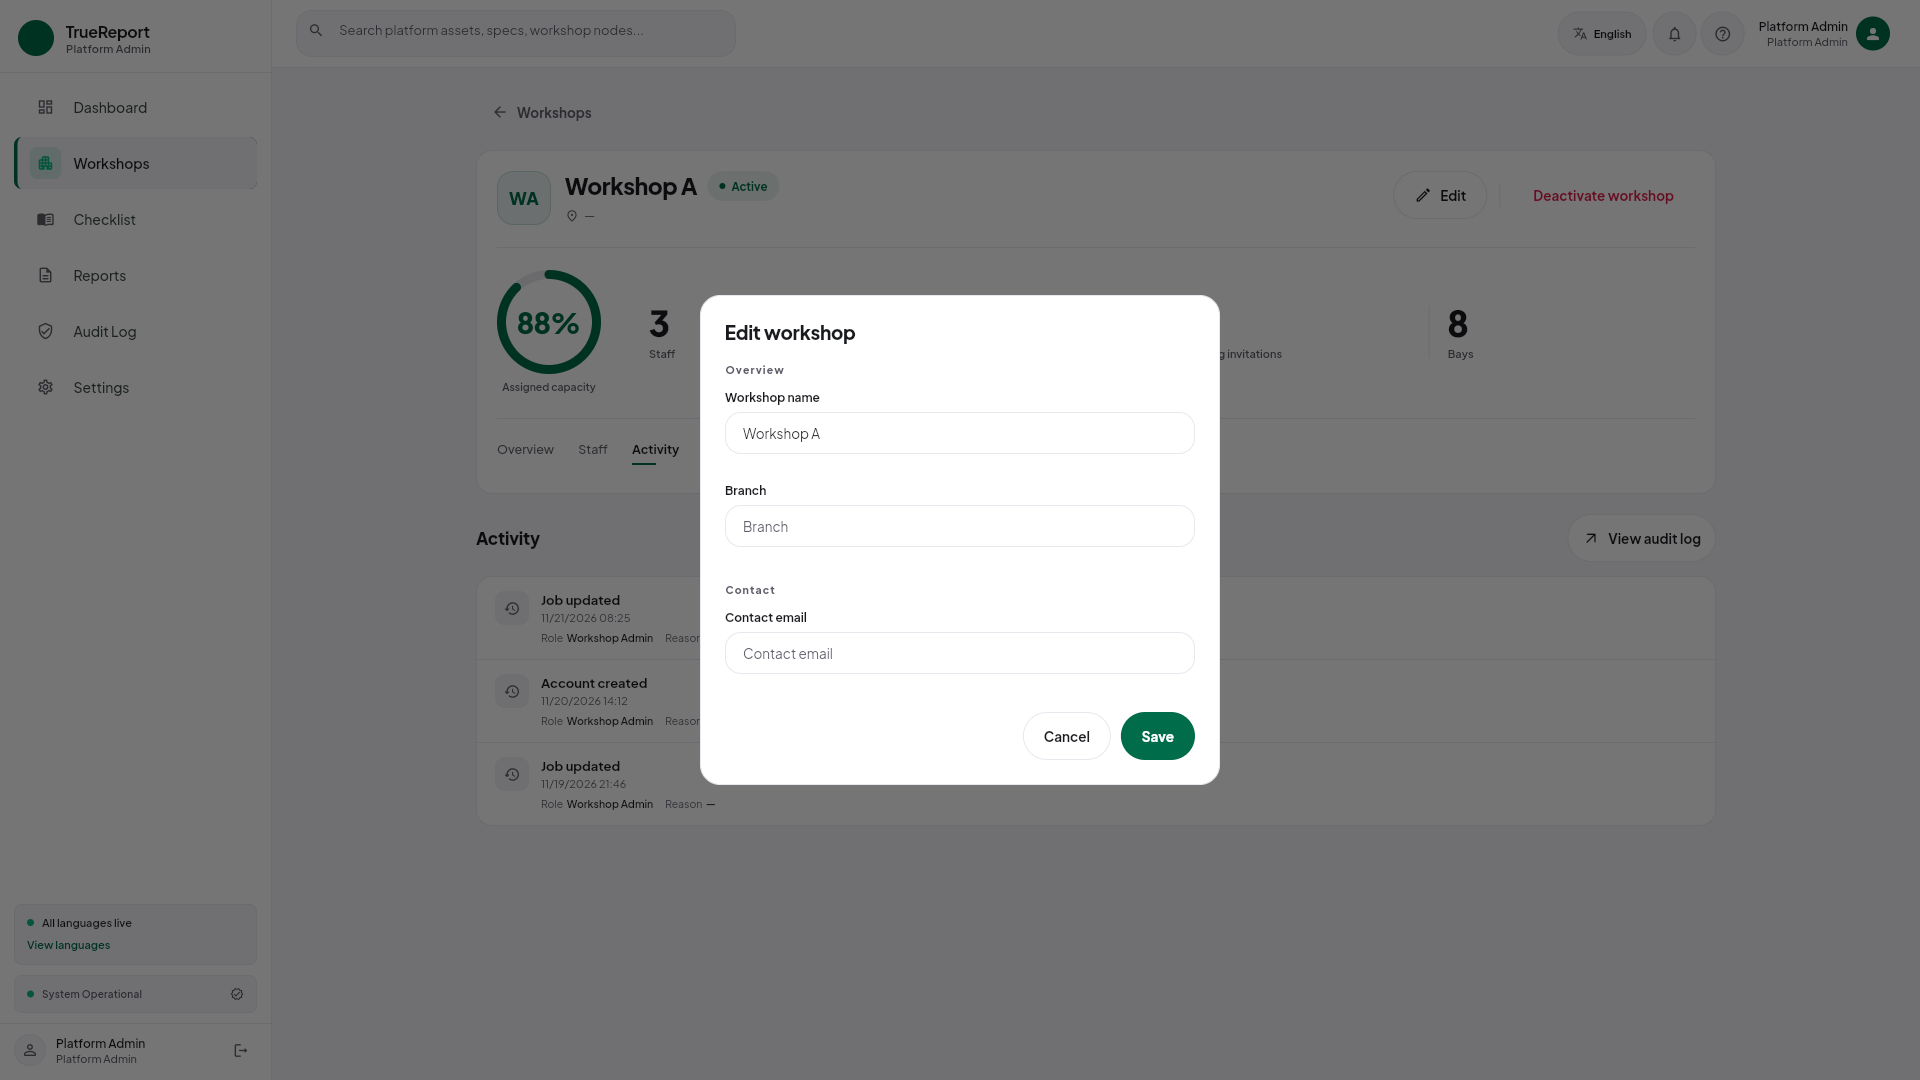 TrueReport
Platform Admin
Search platform assets, specs, workshop nodes...
English
Platform Admin
Platform Admin
Dashboard
Workshops
Checklist
Reports
Audit Log
Settings
All languages live
View languages
System Operational
Platform Admin
Platform Admin
Workshops
WA
Workshop A
Active
—
Edit
Deactivate workshop
88%
Assigned capacity
3
Staff
g invitations
8
Bays
Overview
Staff
Activity
Activity
View audit log
Job updated
11/21/2026 08:25
Role Workshop Admin Reason
Account created
11/20/2026 14:12
Role Workshop Admin Reason
Job updated
11/19/2026 21:46
Role Workshop Admin Reason —
Edit workshop
Overview
Workshop name
Workshop A
Branch
Branch
Contact
Contact email
Contact email
Cancel
Save